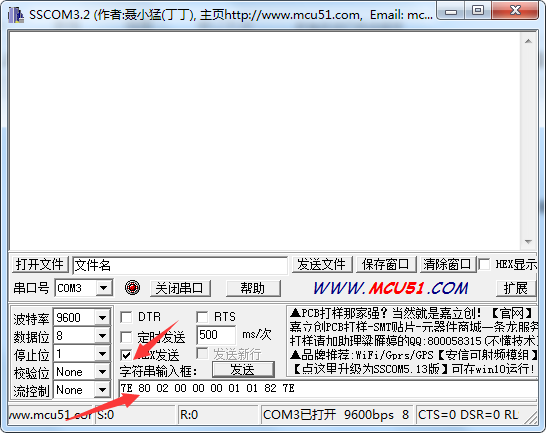 SSCOM3.2 (作者:聂小猛(丁丁), 主页http://www.mcu51.com, Email: mc...
打开文件 文件名 发送文件 保存窗口 清除窗口 HEX显示
串口号 COM3 关闭串口 帮助 WWW.MCU51.COM 扩展
波特率 9600 DTR RTS
数据位 8 定时发送 500 ms/次
停止位 1 HEX发送 发送新行
校验位 None 字符串输入框: 发送
流控制 None 7E 80 02 00 00 00 01 01 82 7E
▲PCB打样那家强？当然就是嘉立创！【官网】
嘉立创PCB打样-SMT贴片-元器件商城一条龙服务
打样请加助理梁雁婷的QQ:800058315(不懂技术)
▲品牌推荐:WiFi/Gprs/GPS【安信可射频模组】
【点这里升级为SSCOM5.13版】可在win10运行!
www.mcu51.cor S:0 R:0 COM3已打开 9600bps 8 CTS=0 DSR=0 RL